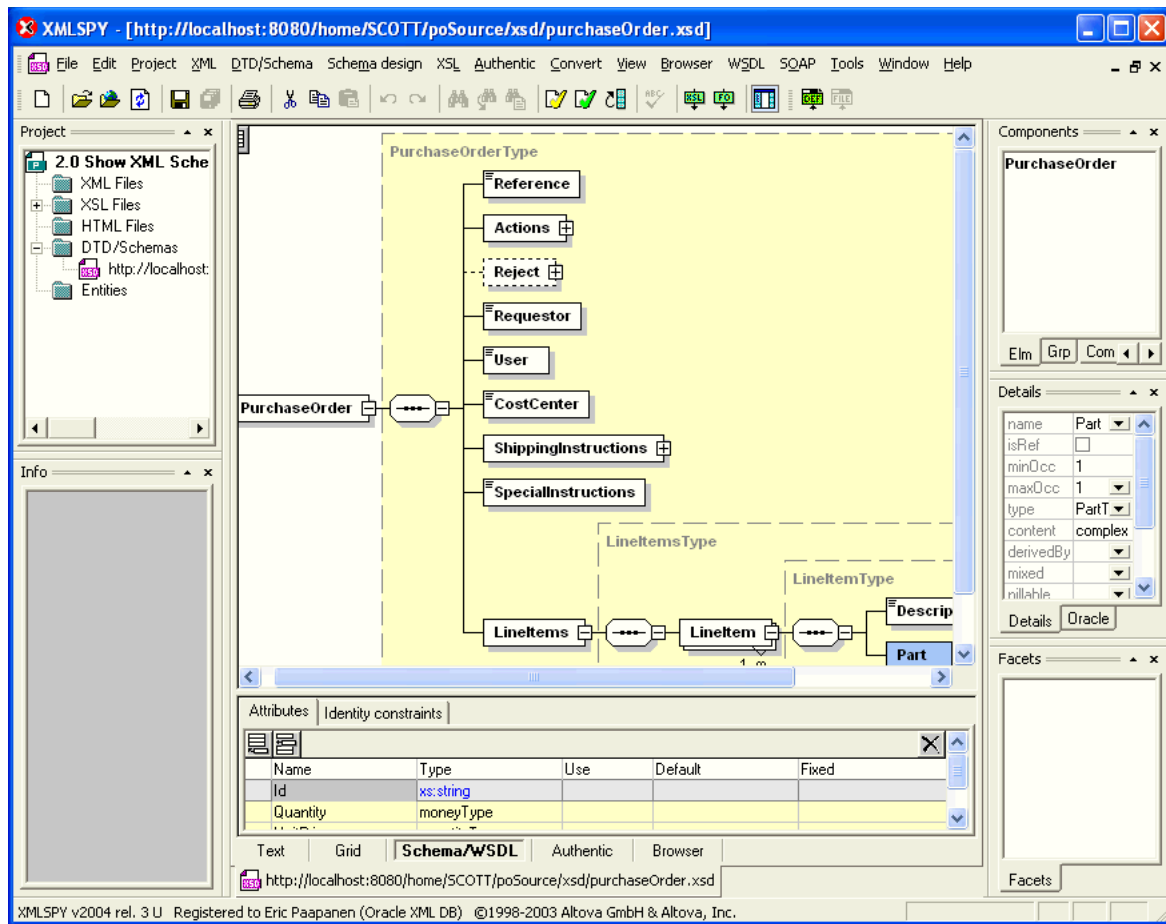 XMLSPY - [http://localhost:8080/home/SCOTT/poSource/xsd/purchaseOrder.xsd]
File Edit Project XML DTD/Schema Schema design XSL Authentic Convert View Browser WSDL SOAP Tools Window Help
Project
2.0 Show XML Sche
XML Files
XSL Files
HTML Files
DTD/Schemas
http://localhost:
Entities
Info
PurchaseOrderType
Reference
Actions
Reject
Requestor
User
CostCenter
PurchaseOrder
ShippingInstructions
SpecialInstructions
LineItemsType
LineItemType
LineItems
LineItem
Descrip
Part
Attributes Identity constraints
Name Type Use Default Fixed
Id xs:string
Quantity moneyType
Text Grid Schema/WSDL Authentic Browser
http://localhost:8080/home/SCOTT/poSource/xsd/purchaseOrder.xsd
Components
PurchaseOrder
Elm Grp Com
Details
name Part
isRef
minOcc 1
maxOcc 1
type PartT
content complex
derivedBy
mixed
nillable
Details Oracle
Facets
Facets
XMLSPY v2004 rel. 3 U Registered to Eric Paapanen (Oracle XML DB) ©1998-2003 Altova GmbH & Altova, Inc.